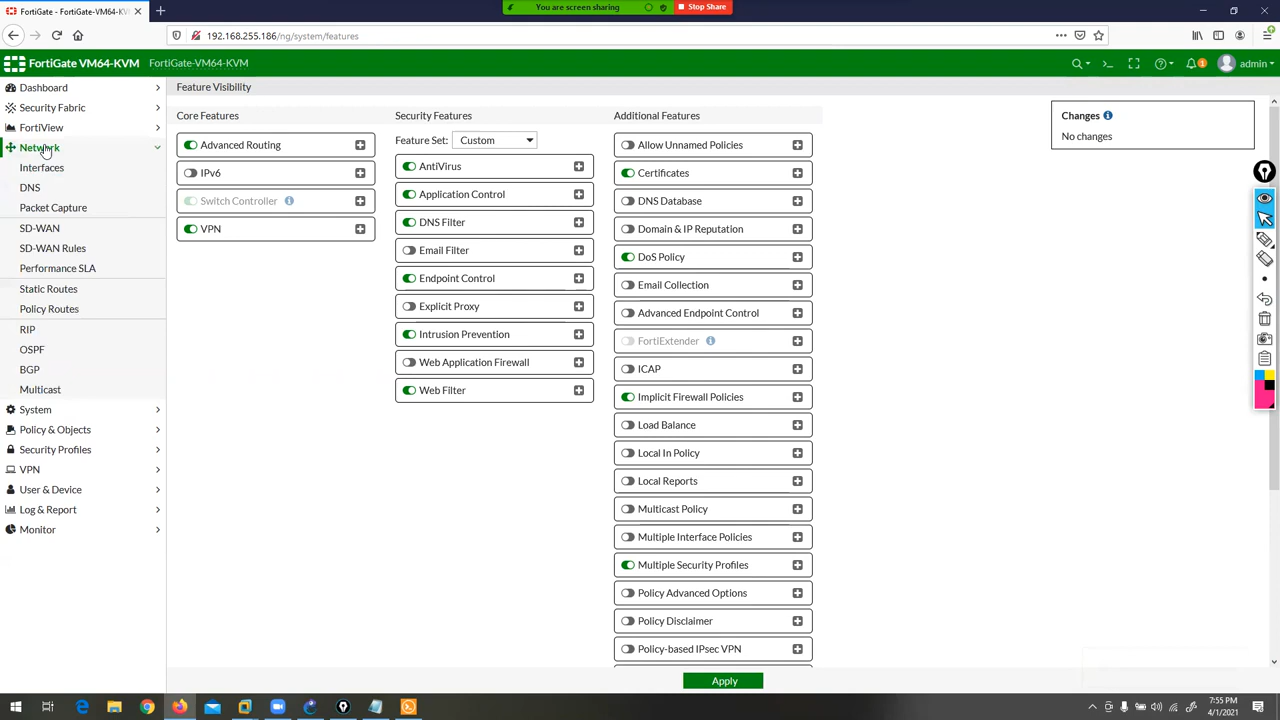 FortiGate - FortiGate-VM64-KV
You are screen sharing
Stop Share
192.168.255.186/ng/system/features
FortiGate VM64-KVM
FortiGate-VM64-KVM
1
admin
Dashboard
Security Fabric
FortiView
Network
Interfaces
DNS
Packet Capture
SD-WAN
SD-WAN Rules
Performance SLA
Static Routes
Policy Routes
RIP
OSPF
BGP
Multicast
System
Policy & Objects
Security Profiles
VPN
User & Device
Log & Report
Monitor
Feature Visibility
Core Features
Advanced Routing
IPv6
Switch Controller
VPN
Security Features
Feature Set: Custom
AntiVirus
Application Control
DNS Filter
Email Filter
Endpoint Control
Explicit Proxy
Intrusion Prevention
Web Application Firewall
Web Filter
Additional Features
Allow Unnamed Policies
Certificates
DNS Database
Domain & IP Reputation
DoS Policy
Email Collection
Advanced Endpoint Control
FortiExtender
ICAP
Implicit Firewall Policies
Load Balance
Local In Policy
Local Reports
Multicast Policy
Multiple Interface Policies
Multiple Security Profiles
Policy Advanced Options
Policy Disclaimer
Policy-based IPsec VPN
Changes
No changes
Apply
7:55 PM
4/1/2021